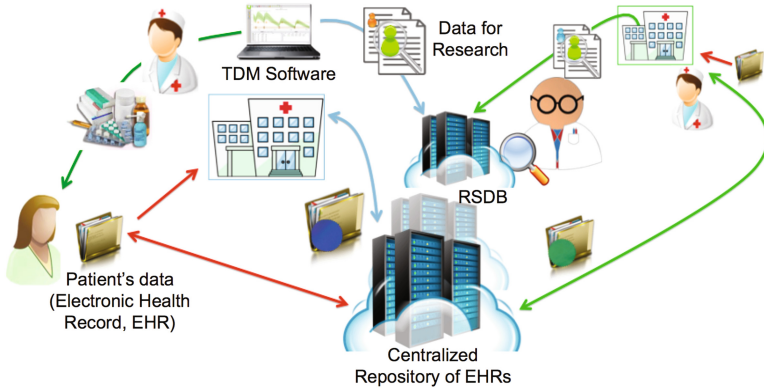 Data for
Research
TDM Software
RSDB
Patient's data
(Electronic Health
Record, EHR)
Centralized
Repository of EHRs